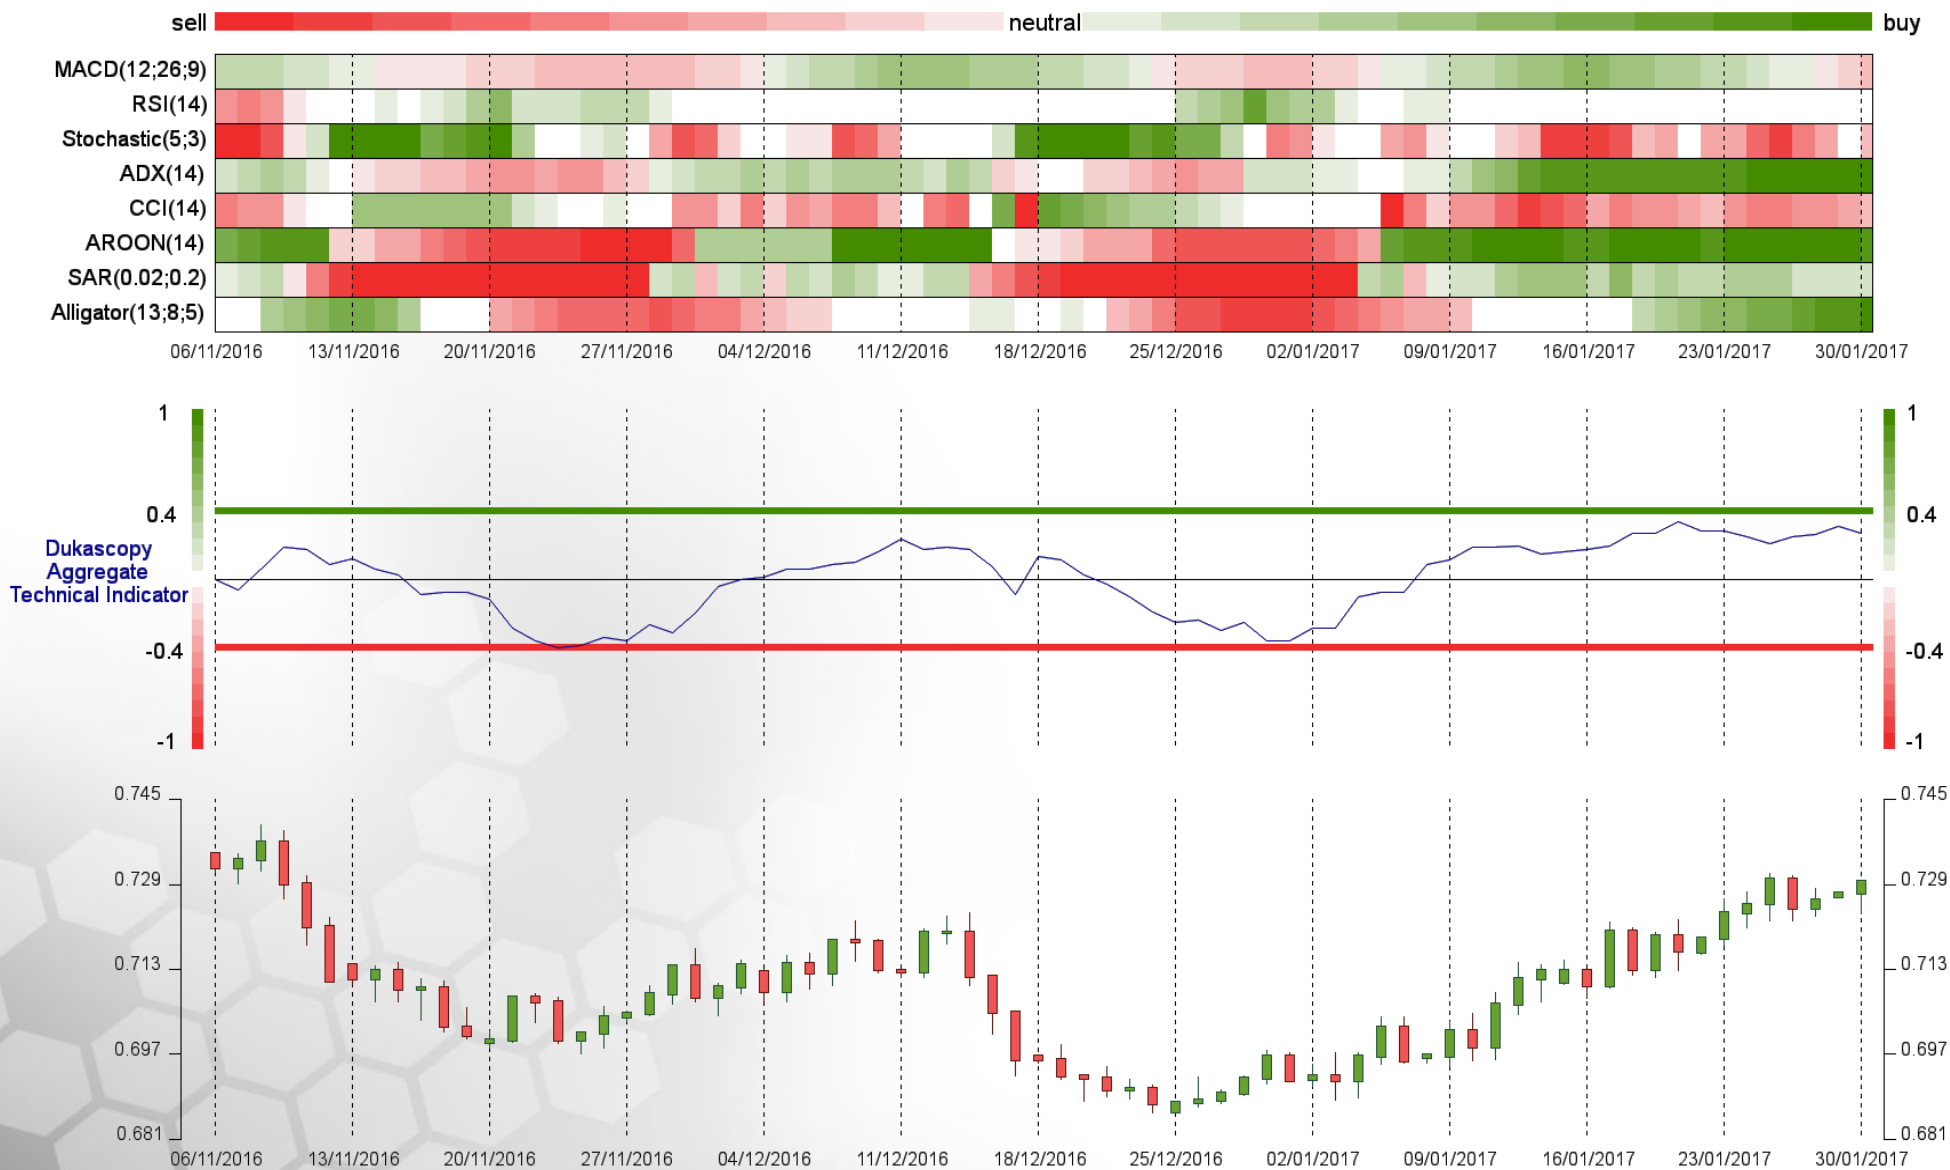 sell neutral buy
MACD(12;26;9)
RSI(14)
Stochastic(5;3)
ADX(14)
CCI(14)
AROON(14)
SAR(0.02;0.2)
Alligator(13;8;5)
06/11/2016 13/11/2016 20/11/2016 27/11/2016 04/12/2016 11/12/2016 18/12/2016 25/12/2016 02/01/2017 09/01/2017 16/01/2017 23/01/2017 30/01/2017
1 1
0.4 0.4
Dukascopy
Aggregate
Technical Indicator
-0.4 -0.4
-1 -1
0.745 0.745
0.729 0.729
0.713 0.713
0.697 0.697
0.681 0.681
06/11/2016 13/11/2016 20/11/2016 27/11/2016 04/12/2016 11/12/2016 18/12/2016 25/12/2016 02/01/2017 09/01/2017 16/01/2017 23/01/2017 30/01/2017